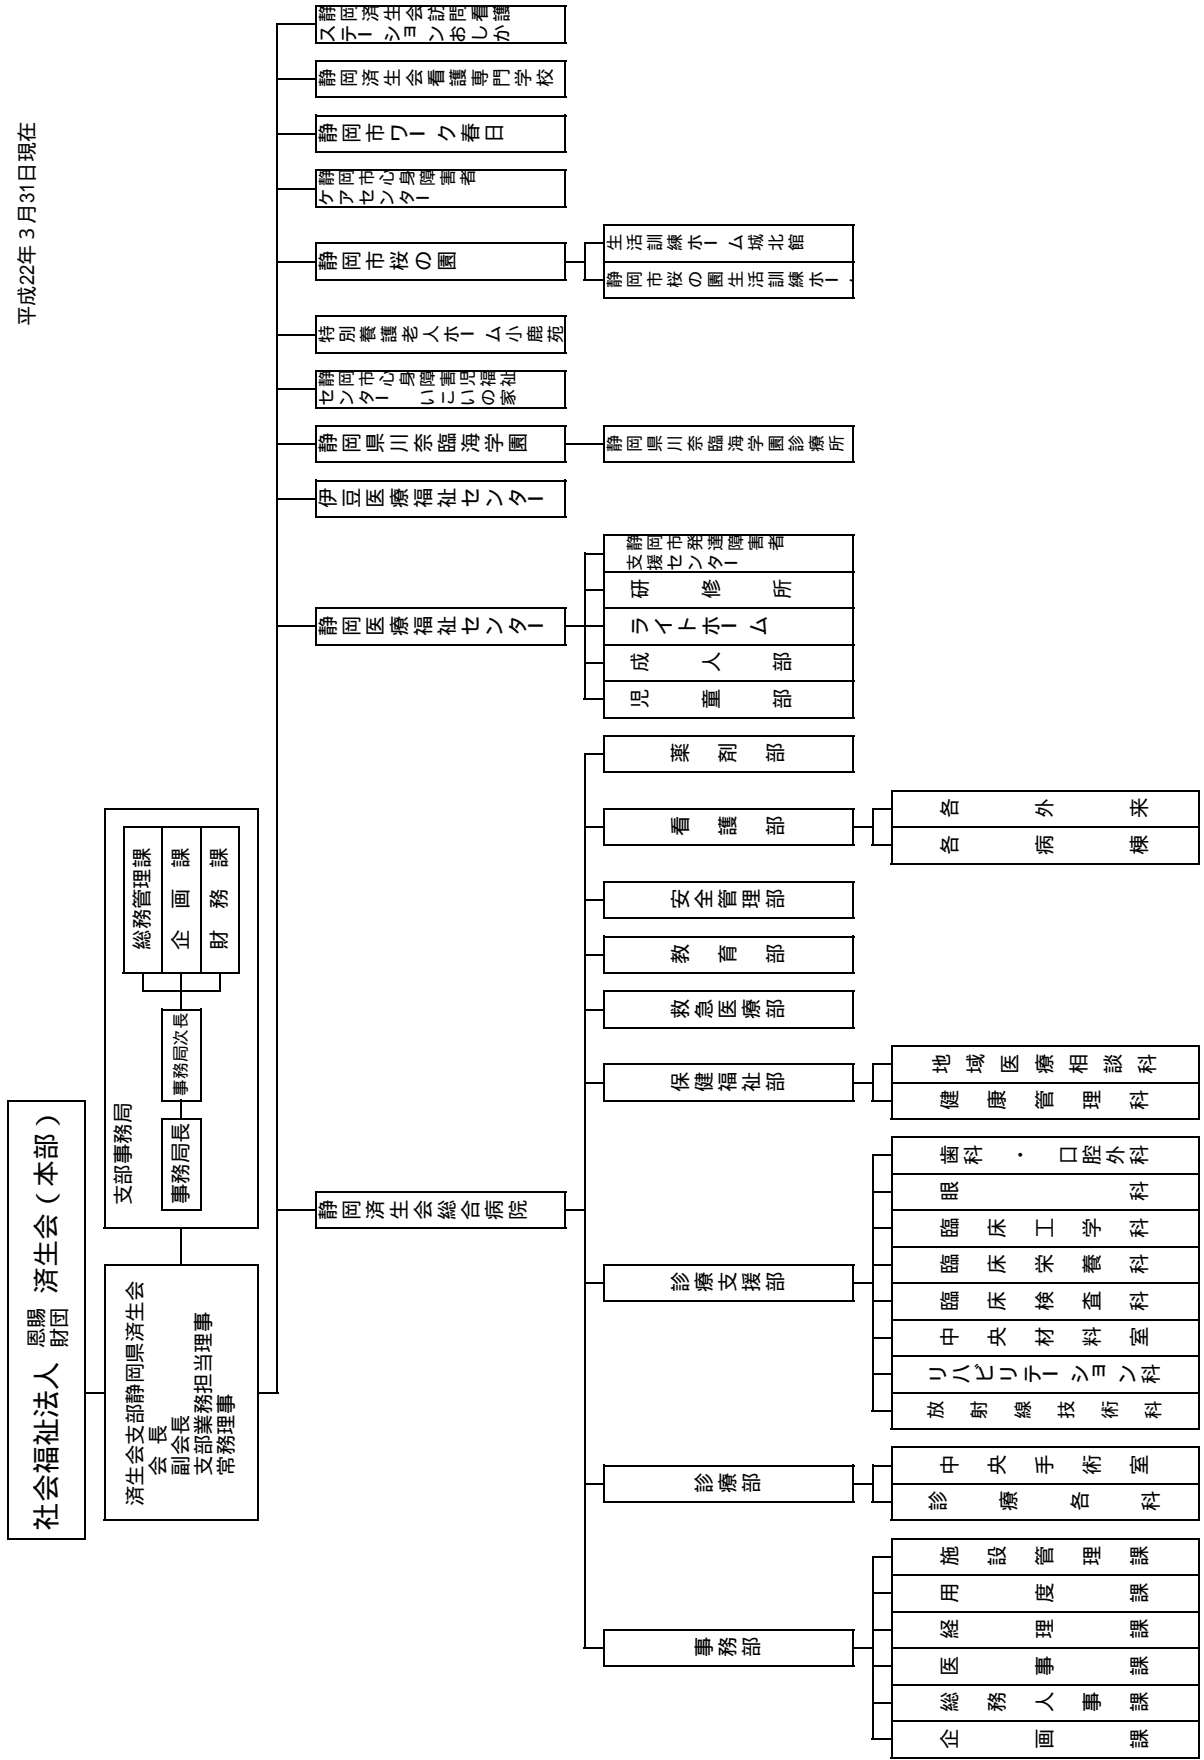 平成22年３月31日現在
社会福祉法人 恩賜
財団 済生会（本部）
済生会支部静岡県済生会
会 長
副会長
支部業務担当理事
常務理事
支部事務局
事務局長
事務局次長
総務管理課
企画課
財務課
静岡済生会総合病院
事務部
企画課
総務人事課
医事課
経理課
用度課
施設管理課
診療部
診療各科
中央手術室
診療支援部
放射線技術科
リハビリテーション科
中央材料室
臨床検査科
臨床栄養科
臨床工学科
眼科
歯科・口腔外科
保健福祉部
健康管理科
地域医療相談科
救急医療部
教育部
安全管理部
看護部
各病棟
各外来
薬剤部
静岡医療福祉センター
児童部
成人部
ライトホーム
研修所
静岡市発達障害者
支援センター
伊豆医療福祉センター
静岡県川奈臨海学園
静岡県川奈臨海学園診療所
静岡市心身障害児福祉
センター いこいの家
特別養護老人ホーム小鹿苑
静岡市桜の園
静岡市桜の園生活訓練ホー
生活訓練ホーム城北館
静岡市心身障害者
ケアセンター
静岡市ワーク春日
静岡済生会看護専門学校
静岡済生会訪問看護
ステーションおしか